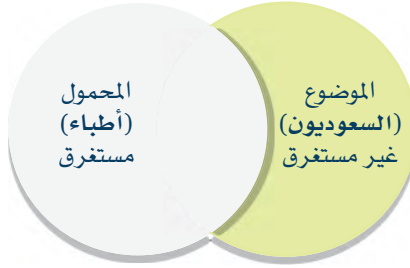 الموضوع
(السعوديون)
غير مستغرق
المحمول
(أطباء)
مستغرق